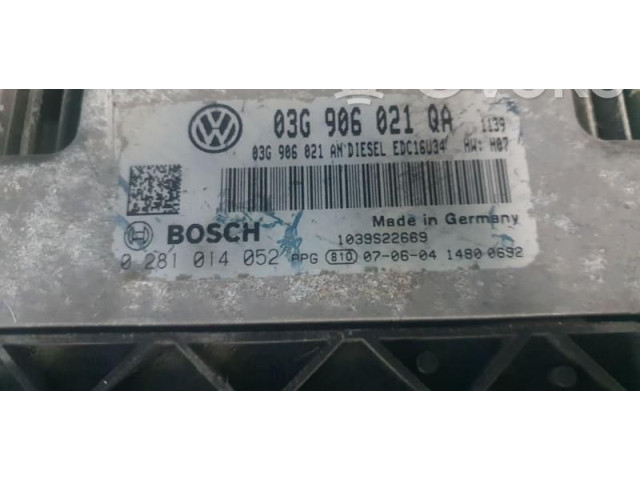 03G 906 021 QA 1139
03G 906 021 AN DIESEL EDC16U34 HW: H07
Made in Germany
BOSCH 1039S22669
0 281 014 052 PPG 810 07-06-04 1480 0692